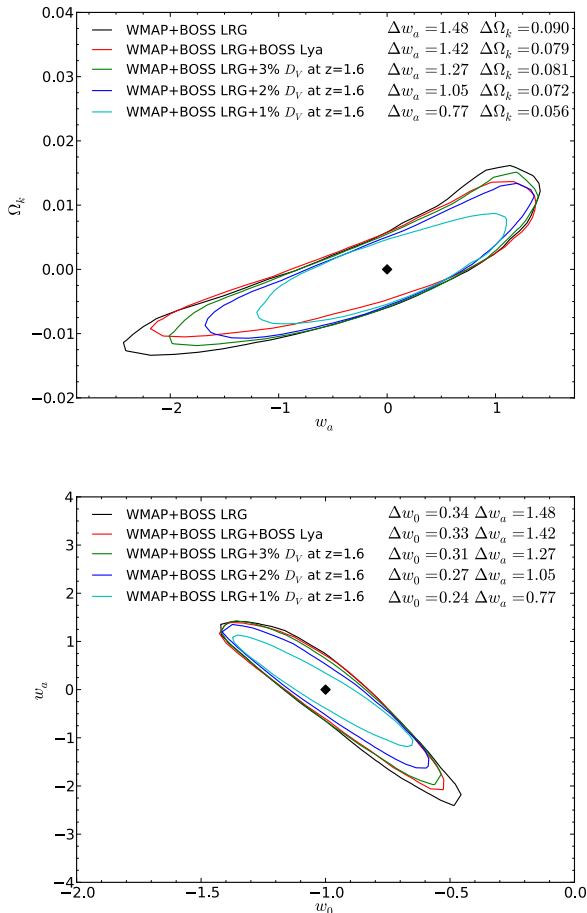 0.04
0.03
0.02
0.01
0.00
−0.01
−0.02
Ω_k
WMAP+BOSS LRG Δw_a = 1.48 ΔΩ_k = 0.090
WMAP+BOSS LRG+BOSS Lya Δw_a = 1.42 ΔΩ_k = 0.079
WMAP+BOSS LRG+3% D_V at z=1.6 Δw_a = 1.27 ΔΩ_k = 0.081
WMAP+BOSS LRG+2% D_V at z=1.6 Δw_a = 1.05 ΔΩ_k = 0.072
WMAP+BOSS LRG+1% D_V at z=1.6 Δw_a = 0.77 ΔΩ_k = 0.056
−2 −1 0 1
w_a
4
3
2
1
0
−1
−2
−3
−4
w_a
WMAP+BOSS LRG Δw_0 = 0.34 Δw_a = 1.48
WMAP+BOSS LRG+BOSS Lya Δw_0 = 0.33 Δw_a = 1.42
WMAP+BOSS LRG+3% D_V at z=1.6 Δw_0 = 0.31 Δw_a = 1.27
WMAP+BOSS LRG+2% D_V at z=1.6 Δw_0 = 0.27 Δw_a = 1.05
WMAP+BOSS LRG+1% D_V at z=1.6 Δw_0 = 0.24 Δw_a = 0.77
−2.0 −1.5 −1.0 −0.5 0.0
w_0